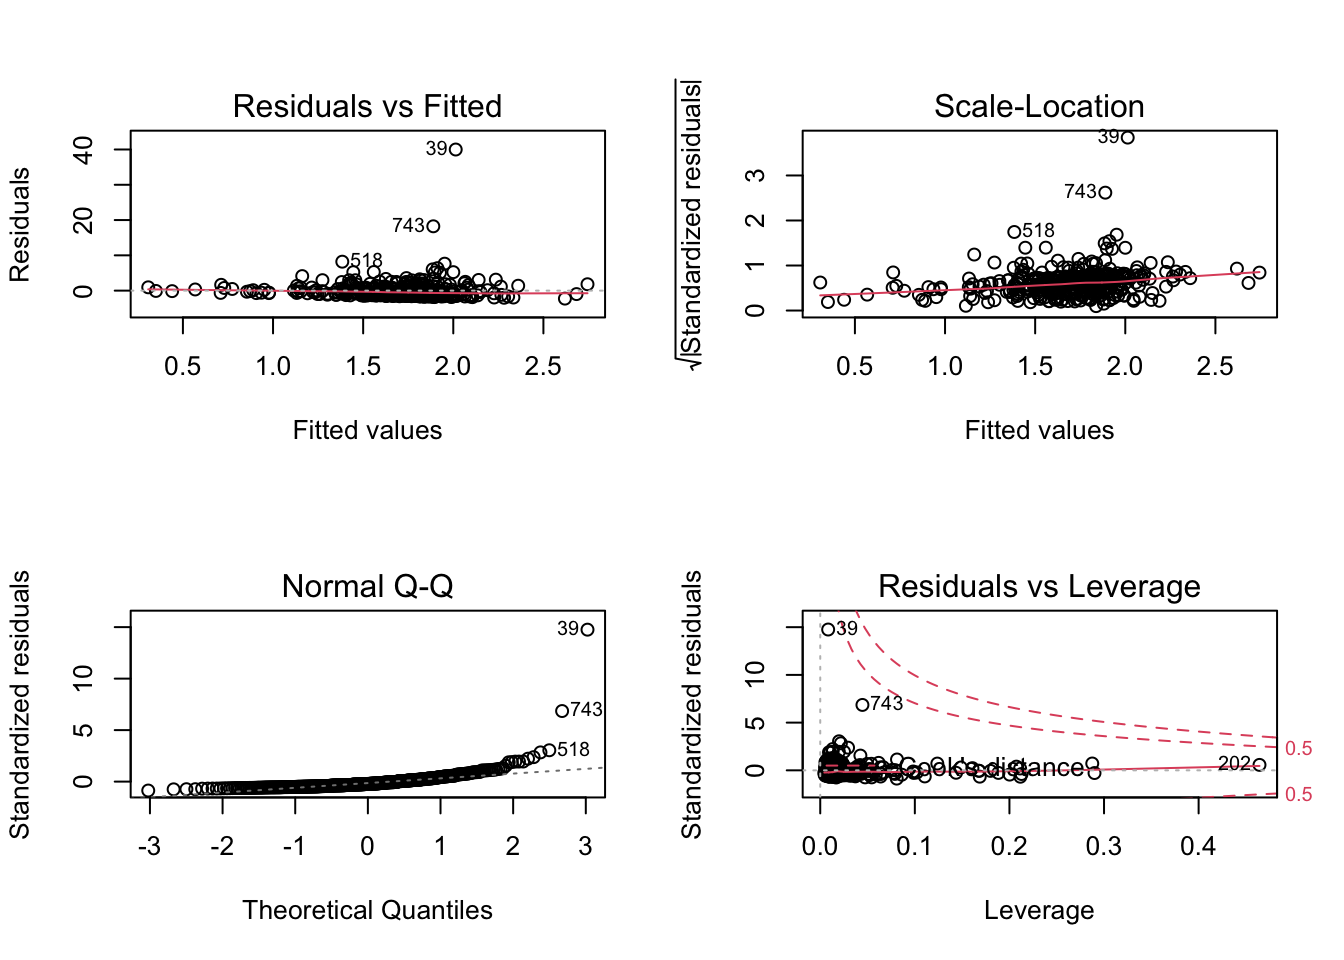 Residuals vs Fitted
Residuals
40
20
0
39
743
518
0.5 1.0 1.5 2.0 2.5
Fitted values
Scale-Location
√|Standardized residuals|
3
2
1
0
39
743
518
0.5 1.0 1.5 2.0 2.5
Fitted values
Normal Q-Q
Standardized residuals
10
5
0
39
743
518
-3 -2 -1 0 1 2 3
Theoretical Quantiles
Residuals vs Leverage
Standardized residuals
10
5
0
39
743
distance
202
0.5
0.5
0.0 0.1 0.2 0.3 0.4
Leverage